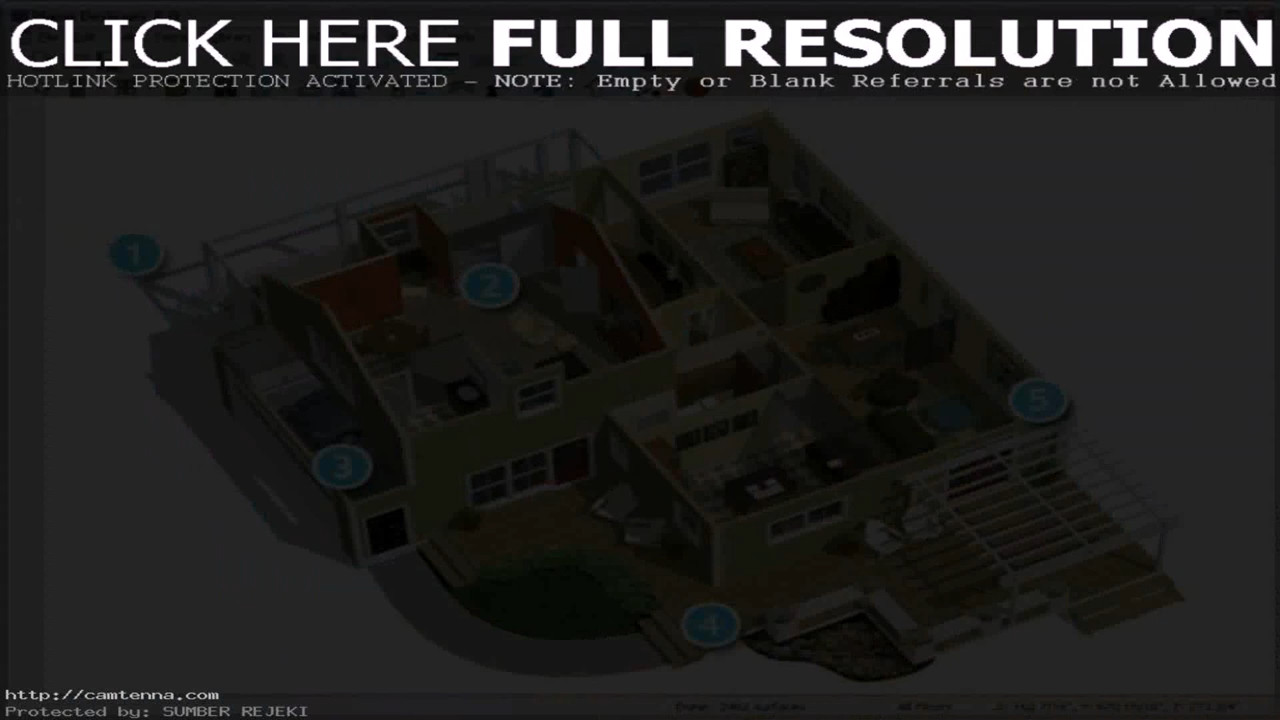 CLICK HERE FULL RESOLUTION
HOTLINK PROTECTION ACTIVATED – NOTE: Empty or Blank Referrals are not Allowed
1
2
3
5
4
http://camtenna.com
Protected by: SUMBER REJEKI